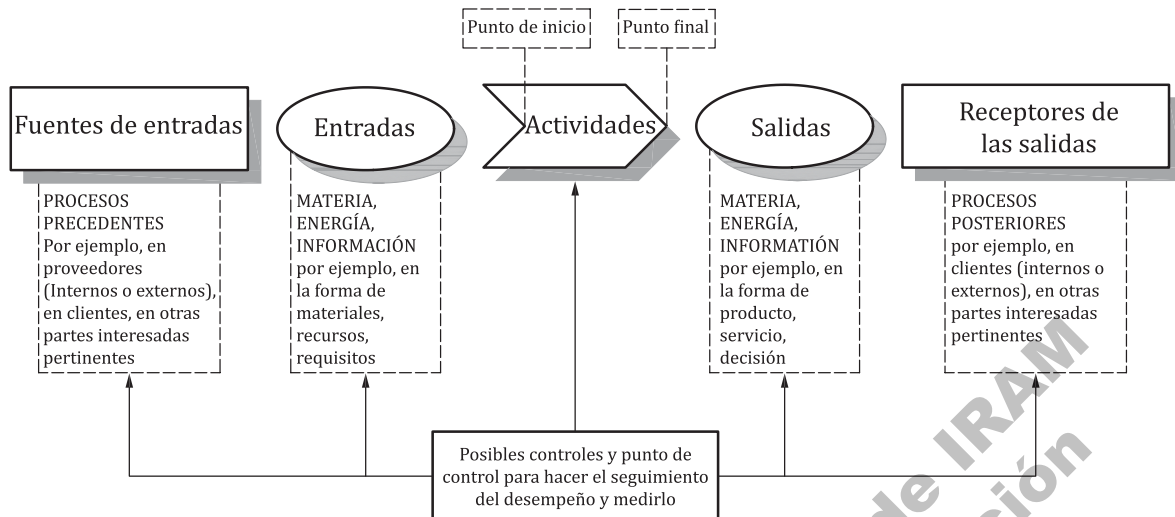 Punto de inicio
Punto final
Fuentes de entradas
Entradas
Actividades
Salidas
Receptores de
las salidas
PROCESOS
PRECEDENTES
Por ejemplo, en
proveedores
(Internos o externos),
en clientes, en otras
partes interesadas
pertinentes
MATERIA,
ENERGÍA,
INFORMACIÓN
por ejemplo, en
la forma de
materiales,
recursos,
requisitos
MATERIA,
ENERGÍA,
INFORMATIÓN
por ejemplo, en
la forma de
producto,
servicio,
decisión
PROCESOS
POSTERIORES
por ejemplo, en
clientes (internos o
externos), en otras
partes interesadas
pertinentes
Posibles controles y punto de
control para hacer el seguimiento
del desempeño y medirlo
de IRAM